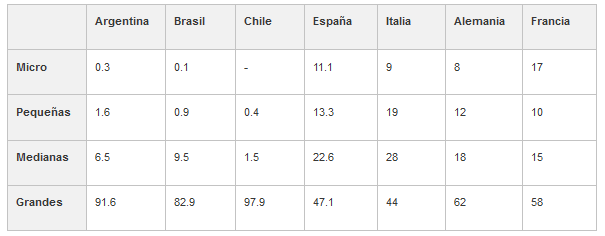 Argentina Brasil Chile España Italia Alemania Francia
Micro 0.3 0.1 - 11.1 9 8 17
Pequeñas 1.6 0.9 0.4 13.3 19 12 10
Medianas 6.5 9.5 1.5 22.6 28 18 15
Grandes 91.6 82.9 97.9 47.1 44 62 58